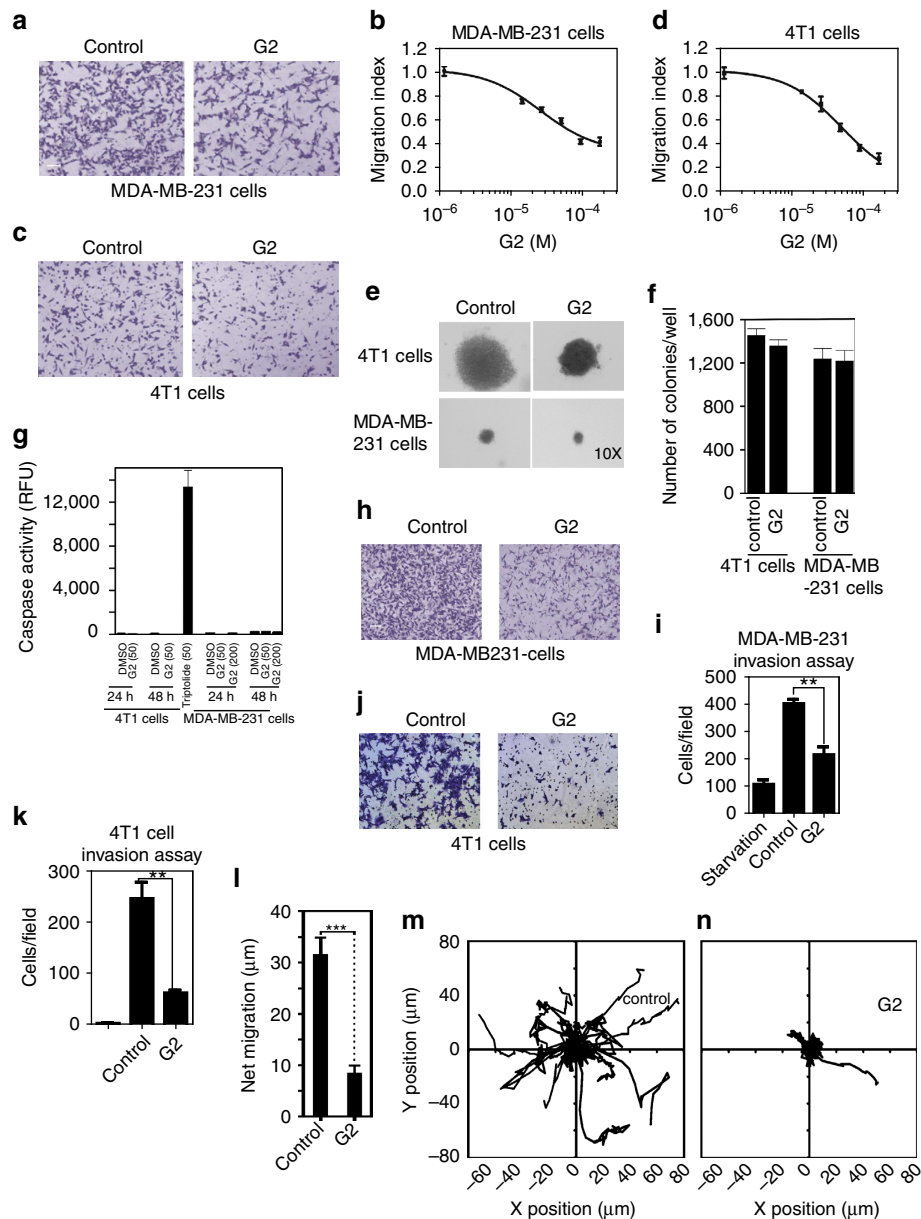 a
Control
G2
MDA-MB-231 cells
b
MDA-MB-231 cells
Migration index
1.2
1.0
0.8
0.6
0.4
0.2
0.0
10⁻⁶
10⁻⁵
10⁻⁴
G2 (M)
d
4T1 cells
Migration index
1.2
1.0
0.8
0.6
0.4
0.2
0.0
10⁻⁶
10⁻⁵
10⁻⁴
G2 (M)
c
Control
G2
4T1 cells
e
Control
G2
4T1 cells
MDA-MB-
231 cells
10X
f
Number of colonies/well
1,600
1,200
800
400
0
control
G2
control
G2
4T1 cells
MDA-MB
-231 cells
g
Caspase activity (RFU)
12,000
8,000
4,000
0
DMSO
G2 (50)
DMSO
G2 (50)
Triptolide (50)
DMSO
G2 (50)
G2 (200)
DMSO
G2 (50)
G2 (200)
24 h
48 h
24 h
48 h
4T1 cells
MDA-MB-231 cells
h
Control
G2
MDA-MB231-cells
i
MDA-MB-231
invasion assay
Cells/field
500
400
300
200
100
0
**
Starvation
Control
G2
j
Control
G2
4T1 cells
k
4T1 cell
invasion assay
Cells/field
300
200
100
0
**
Control
G2
l
Net migration (μm)
40
30
20
10
0
***
Control
G2
m
Y position (μm)
80
40
0
−40
−80
control
−60
−40
−20
0
20
40
60
80
X position (μm)
n
G2
−60
−40
−20
0
20
40
60
80
X position (μm)